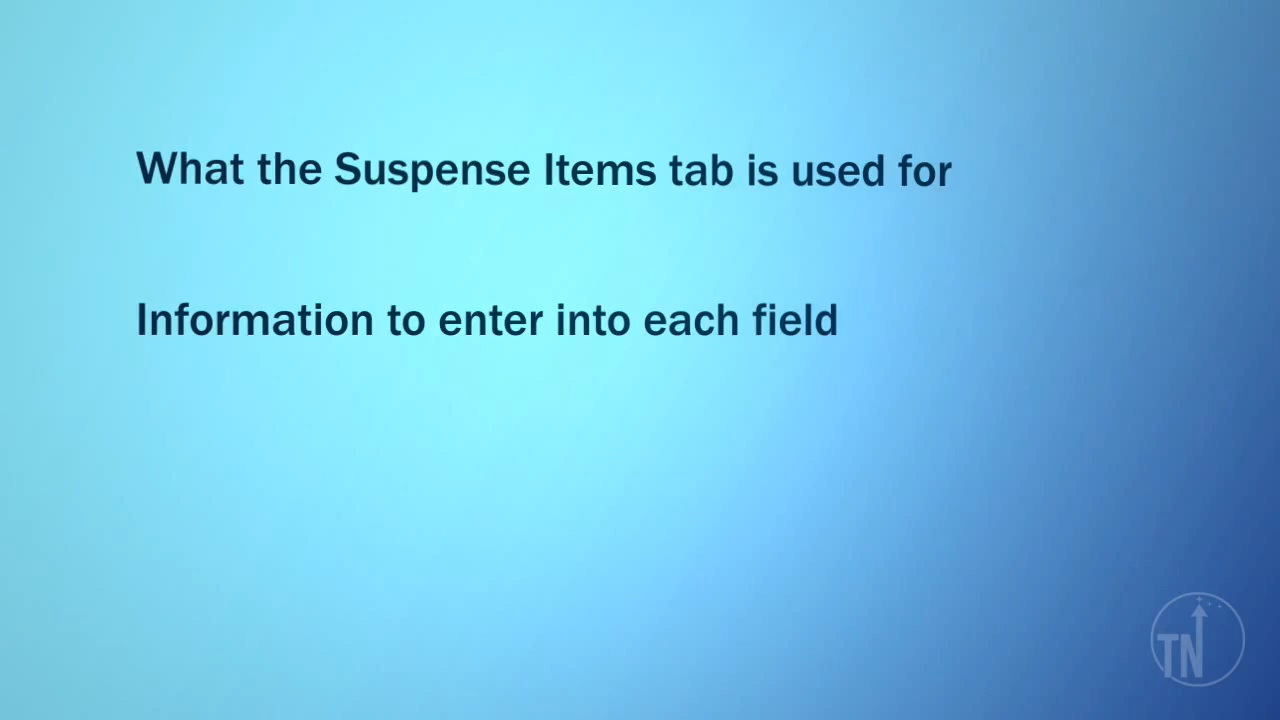 What the Suspense Items tab is used for
Information to enter into each field
TN